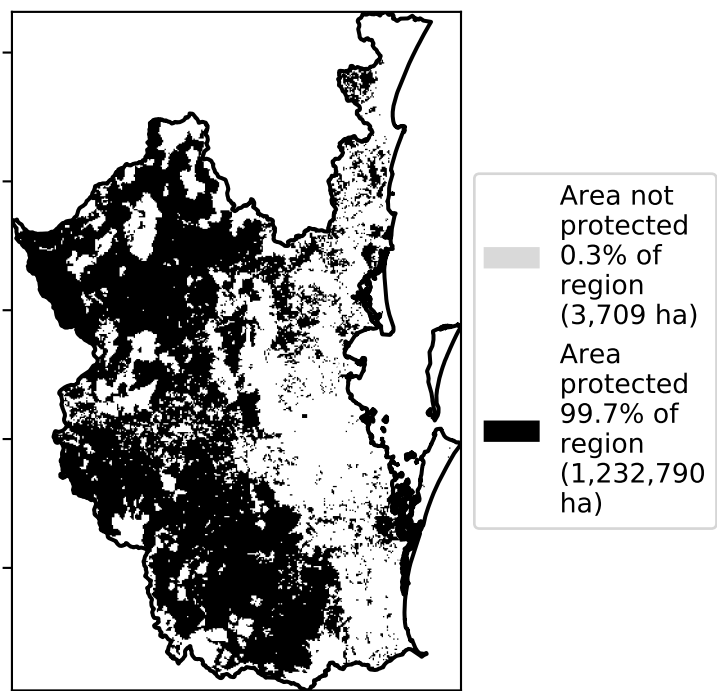 Area not
protected
0.3% of
region
(3,709 ha)
Area
protected
99.7% of
region
(1,232,790
ha)